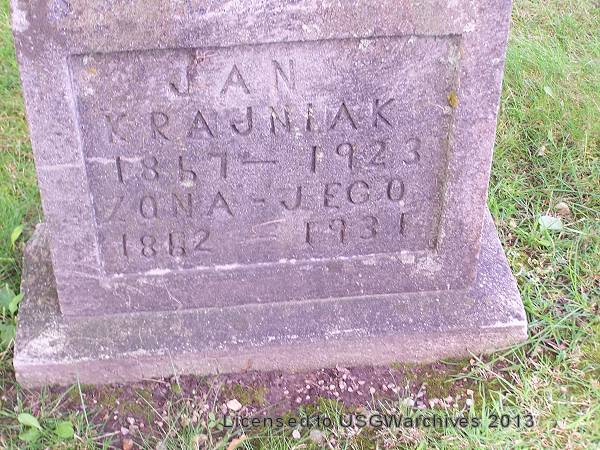 JAN
KRAJNIAK
1857 — 1923
ZONA - JEGO
1862 — 1931
Licensed to USGWarchives 2013